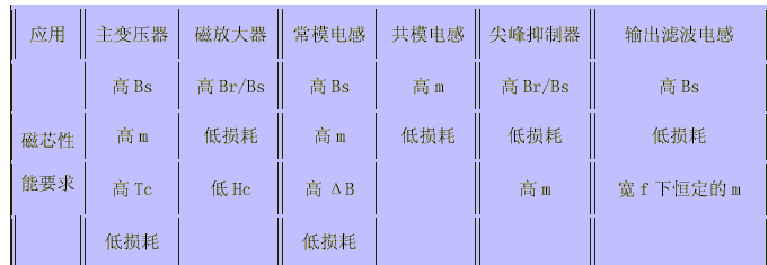 应用 主变压器 磁放大器 常模电感 共模电感 尖峰抑制器 输出滤波电感
高 Bs 高 Br/Bs 高 Bs 高 m 高 Br/Bs 高 Bs
磁芯性 高 m 低损耗 高 m 低损耗 低损耗 低损耗
能要求 高 Tc 低 Hc 高 ΔB 高 m 宽 f 下恒定的 m
低损耗 低损耗